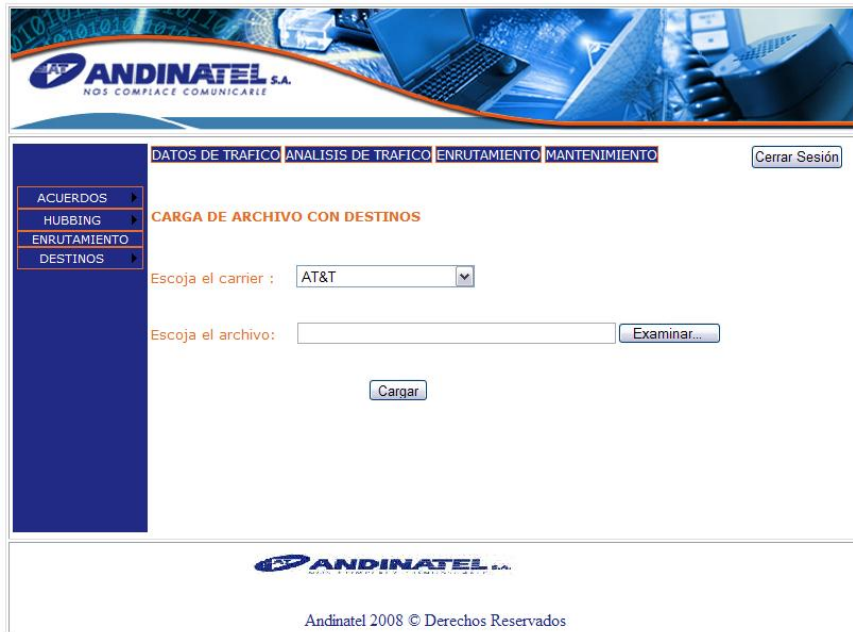 ANDINATEL S.A.
NOS COMPLACE COMUNICARLE
DATOS DE TRAFICO ANALISIS DE TRAFICO ENRUTAMIENTO MANTENIMIENTO
Cerrar Sesión
ACUERDOS
HUBBING
ENRUTAMIENTO
DESTINOS
CARGA DE ARCHIVO CON DESTINOS
Escoja el carrier : AT&T
Escoja el archivo: Examinar...
Cargar
ANDINATEL S.A.
Andinatel 2008 © Derechos Reservados